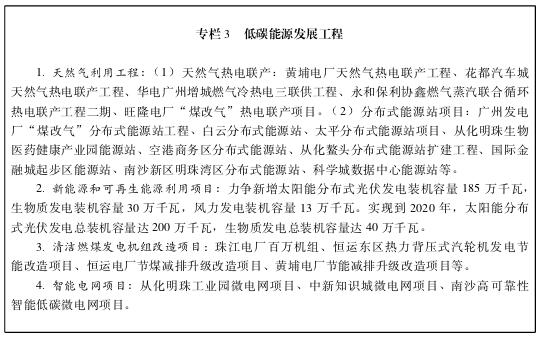 专栏 3 低碳能源发展工程
1. 天然气利用工程:(1)天然气热电联产:黄埔电厂天然气热电联产工程、花都汽车城
天然气热电联产工程、华电广州增城燃气冷热电三联供工程、永和保利协鑫燃气蒸汽联合循环
热电联产工程二期、旺隆电厂“煤改气”热电联产项目。(2)分布式能源站项目:广州发电
厂“煤改气”分布式能源站工程、白云分布式能源站、太平分布式能源站项目、从化明珠生物
医药健康产业园能源站、空港商务区分布式能源站、从化鳌头分布式能源站扩建工程、国际金
融城起步区能源站、南沙新区明珠湾区分布式能源站、科学城数据中心能源站等。
2. 新能源和可再生能源利用项目:力争新增太阳能分布式光伏发电装机容量 185 万千瓦,
生物质发电装机容量 30 万千瓦,风力发电装机容量 13 万千瓦。实现到 2020 年,太阳能分布
式光伏发电总装机容量达 200 万千瓦,生物质发电总装机容量达 40 万千瓦。
3. 清洁燃煤发电机组改造项目:珠江电厂百万机组、恒运东区热力背压式汽轮机发电节
能改造项目、恒运电厂节煤减排升级改造项目、黄埔电厂节能减排升级改造项目等。
4. 智能电网项目:从化明珠工业园微电网项目、中新知识城微电网项目、南沙高可靠性
智能低碳微电网项目。